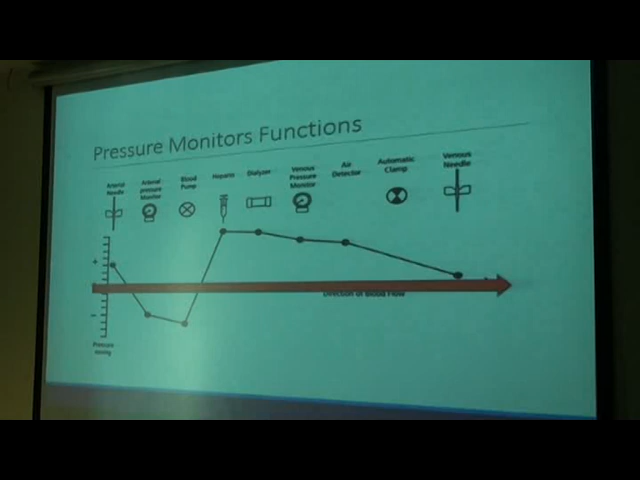 Pressure Monitors Functions
Arterial
Needle
Arterial
pressure
Monitor
Blood
Pump
Heparin
Dialyzer
Venous
Pressure
Monitor
Air
Detector
Automatic
Clamp
Venous
Needle
+
-
Direction of Blood Flow
Pressure